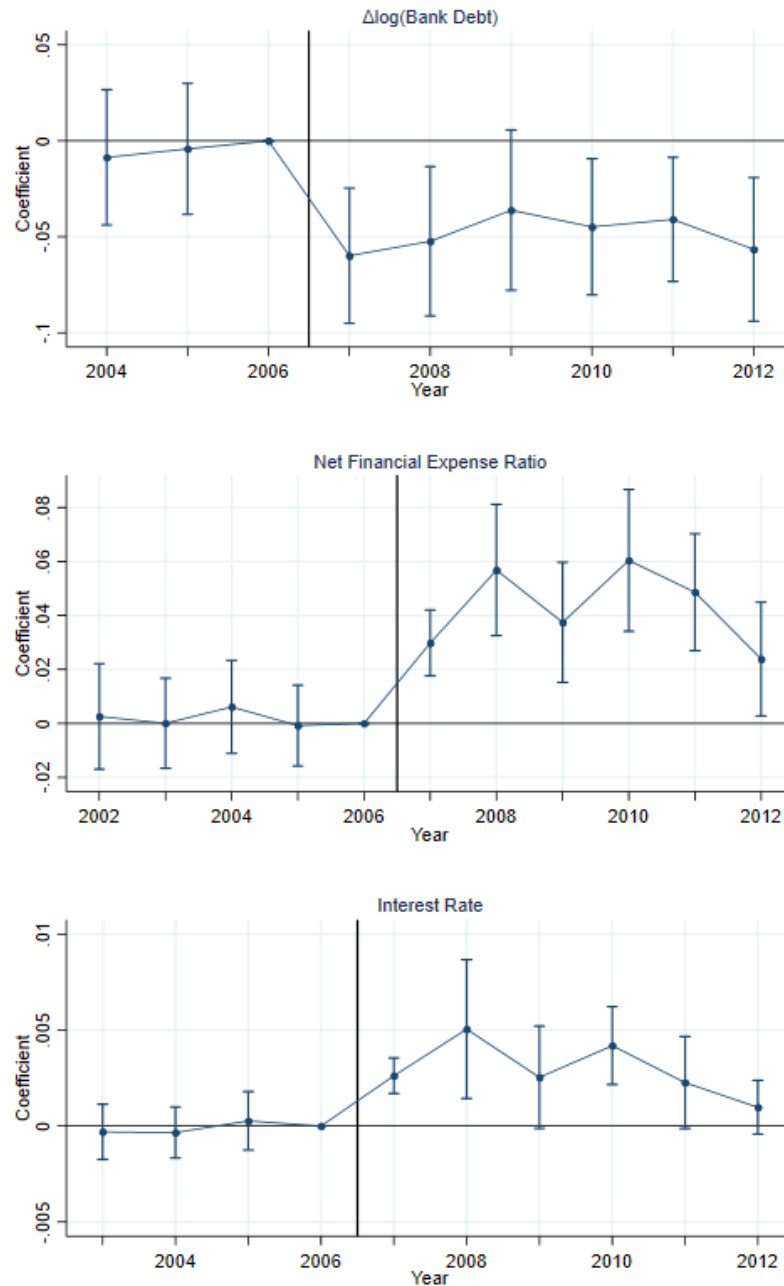 Δlog(Bank Debt)
Coefficient
.05
0
-.05
-.1
2004 2006 2008 2010 2012
Year
Net Financial Expense Ratio
Coefficient
.08
.06
.04
.02
0
-.02
2002 2004 2006 2008 2010 2012
Year
Interest Rate
Coefficient
.01
.005
0
-.005
2004 2006 2008 2010 2012
Year